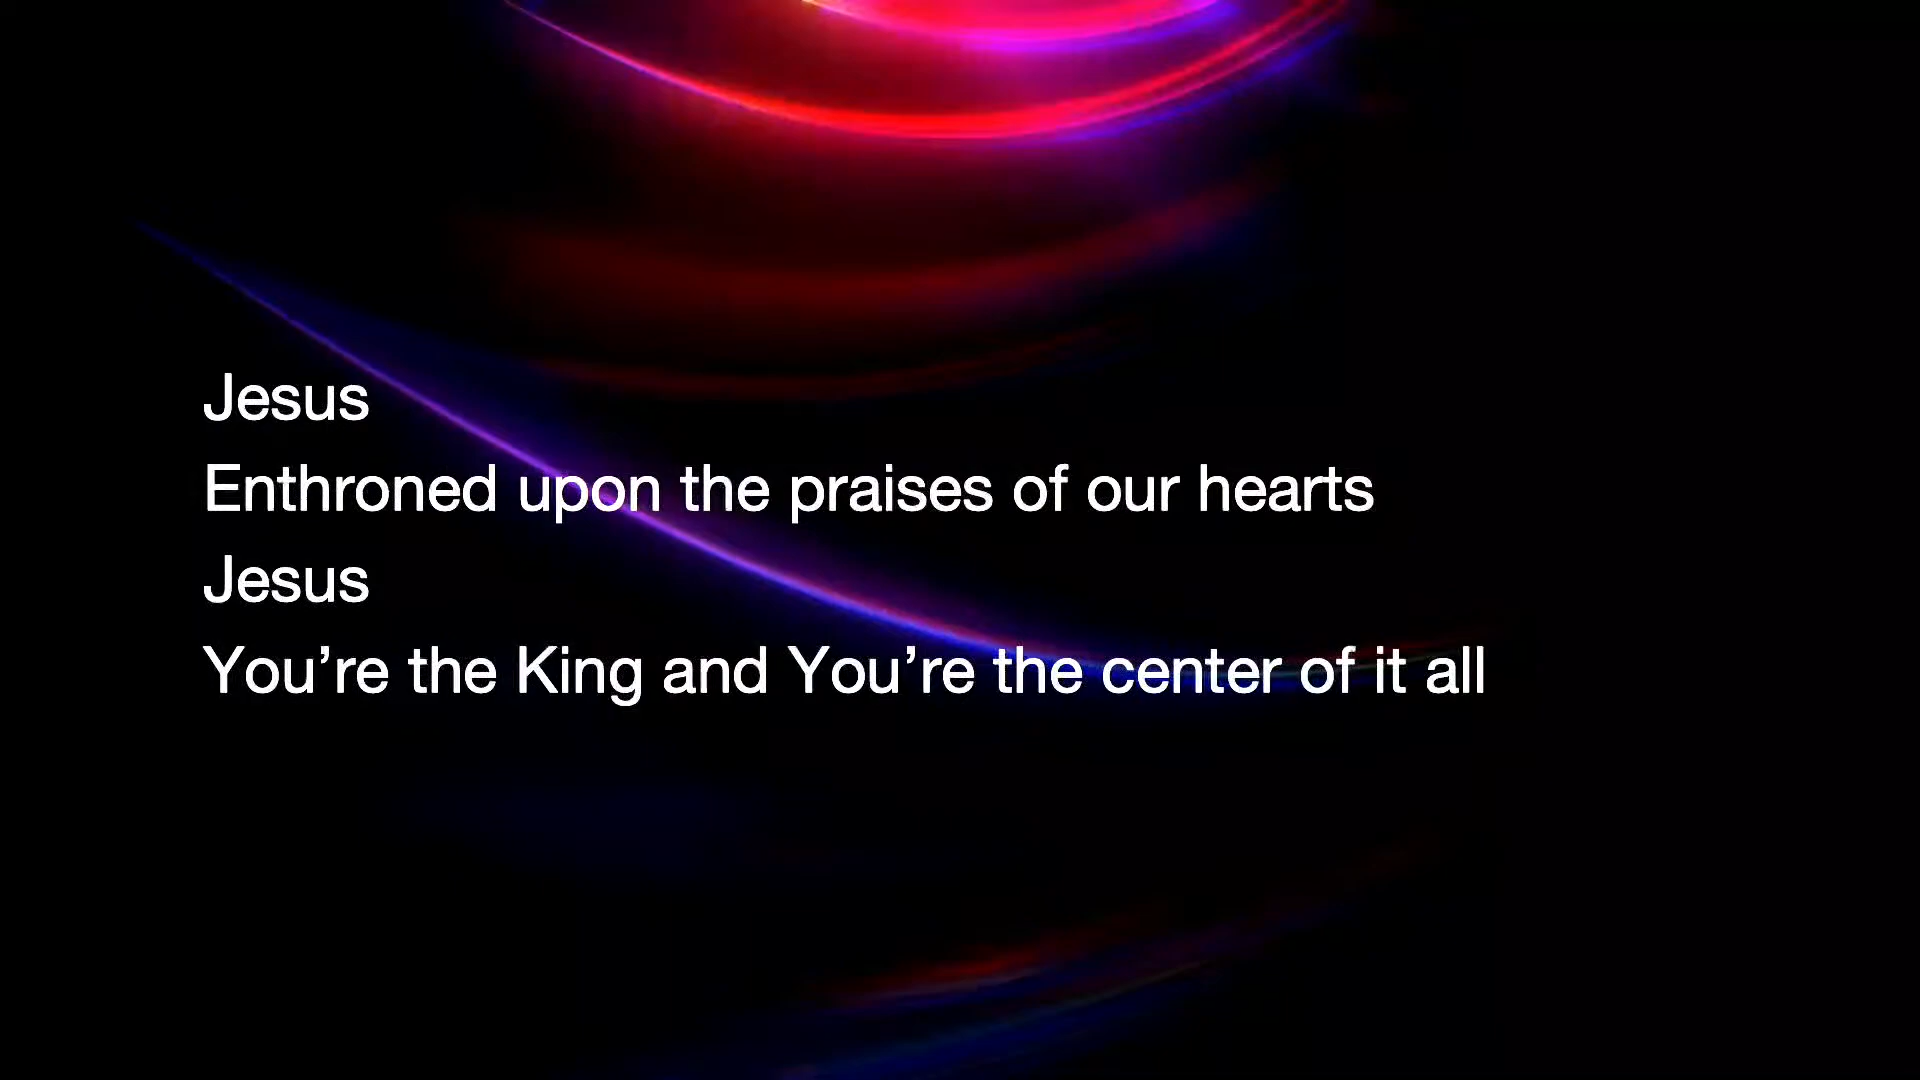 Jesus
Enthroned upon the praises of our hearts
Jesus
You’re the King and You’re the center of it all